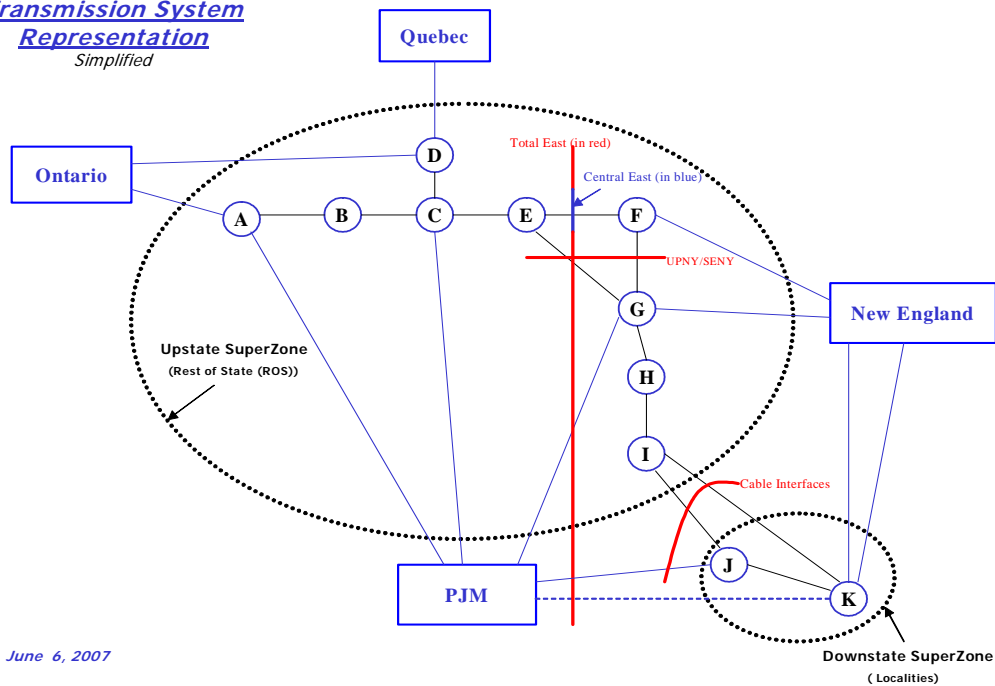 Transmission System
Representation
Simplified
Quebec
Ontario
D
Total East (in red)
Central East (in blue)
A
B
C
E
F
UPNY/SENY
G
New England
Upstate SuperZone
(Rest of State (ROS))
H
I
Cable Interfaces
J
PJM
K
June 6, 2007
Downstate SuperZone
( Localities)